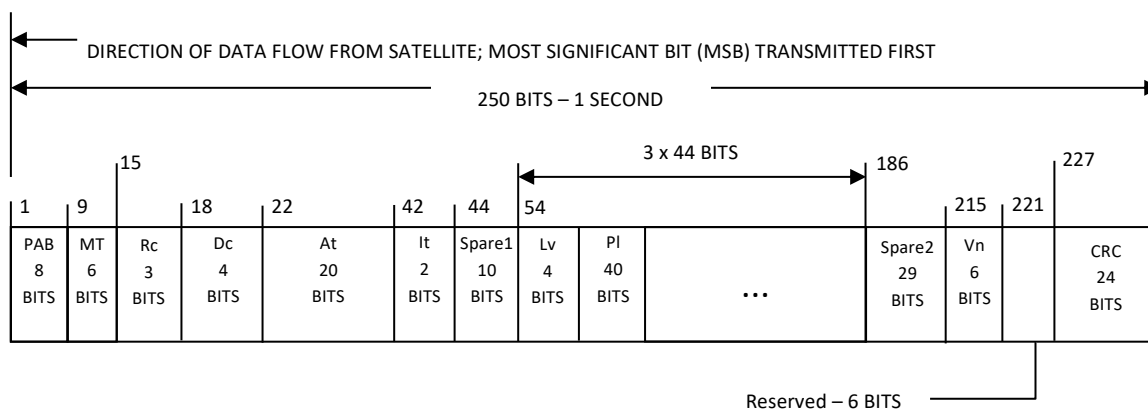 DIRECTION OF DATA FLOW FROM SATELLITE; MOST SIGNIFICANT BIT (MSB) TRANSMITTED FIRST
250 BITS – 1 SECOND
3 x 44 BITS
15 186 227
1 9 18 22 42 44 54 215 221
PAB MT Rc Dc At It Spare1 Lv Pl Spare2 Vn CRC
8 6 3 4 20 2 10 4 40 ... 29 6 24
BITS BITS BITS BITS BITS BITS BITS BITS BITS BITS BITS BITS
Reserved – 6 BITS